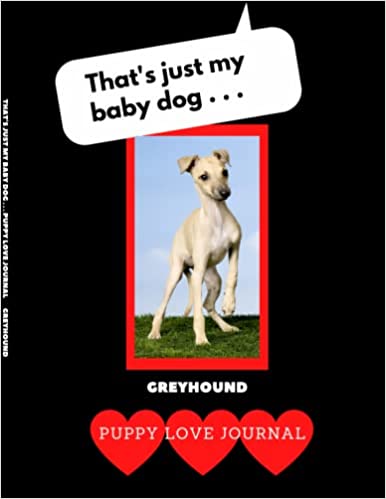 That's just my
baby dog . . .
GREYHOUND
PUPPY LOVE JOURNAL
THAT'S JUST MY BABY DOG . . . PUPPY LOVE JOURNAL GREYHOUND